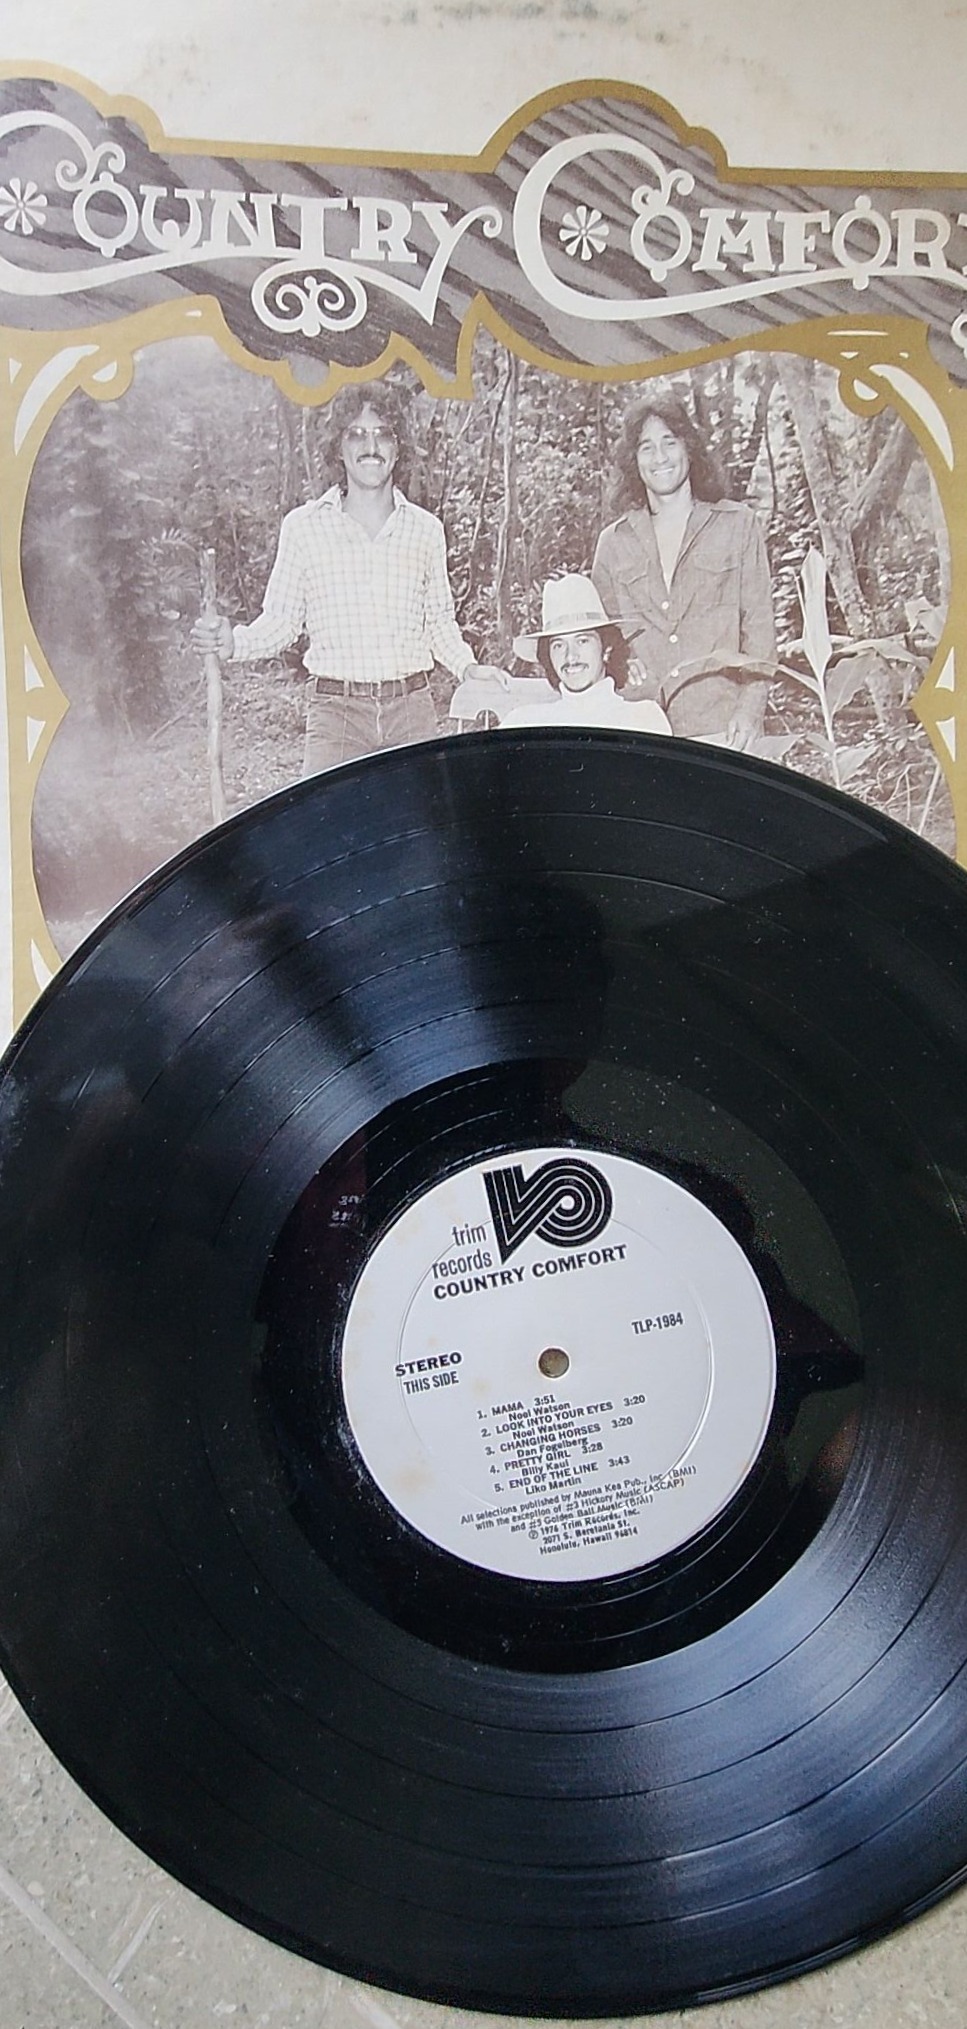 COUNTRY COMFOR
trim
records
COUNTRY COMFORT
TLP-1984
STEREO
THIS SIDE
1. MAMA 3:51
Noel Watson
2. LOOK INTO YOUR EYES 3:20
Noel Watson
3. CHANGING HORSES 3:20
Dan Fogelberg
4. PRETTY GIRL 3:28
Billy Kaui
5. END OF THE LINE 3:43
Liko Martin
All selections published by Mauna Kea Pub., Inc. (BMI)
with the exception of #3 Hickory Music (ASCAP)
and #5 Golden Ball Music (BMI)
℗ 1976 Trim Records, Inc.
2071 S. Beretania St.
Honolulu, Hawaii 96814